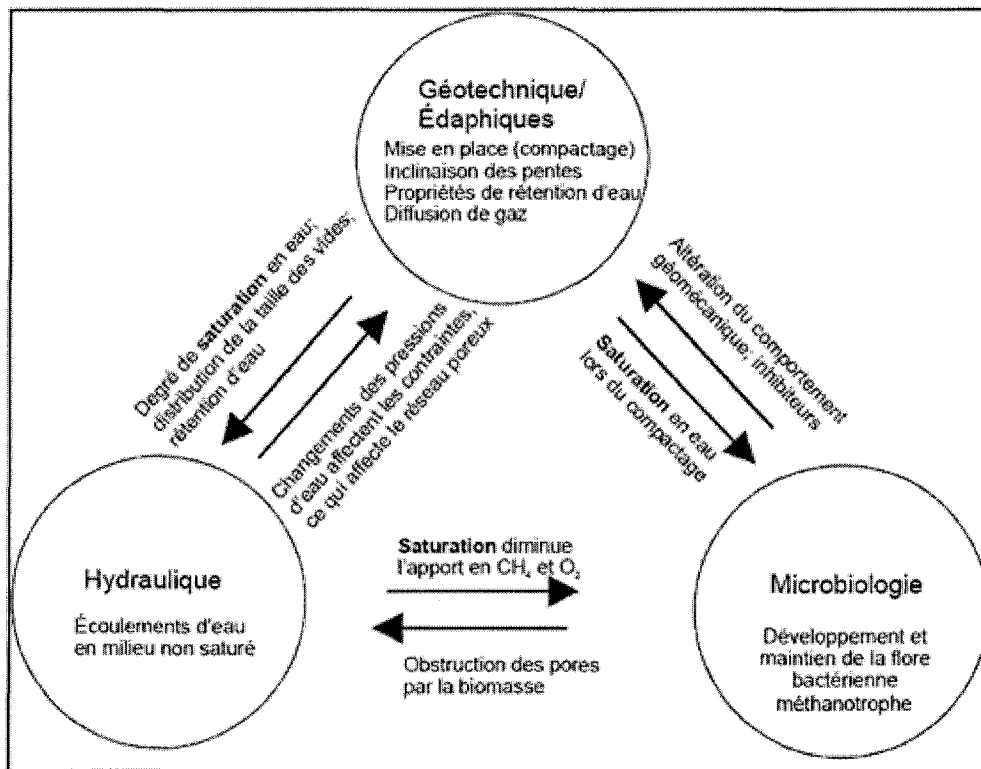 Géotechnique/
Édaphiques
Mise en place (compactage)
Inclinaison des pentes
Propriétés de rétention d'eau
Diffusion de gaz
Degré de saturation en eau;
distribution de la taille des vides;
rétention d'eau
Changements des pressions
d'eau affectent les contraintes,
ce qui affecte le réseau poreux
Altération du comportement
géomécanique; inhibiteurs
Saturation en eau
lors du compactage
Hydraulique
Écoulements d'eau
en milieu non saturé
Saturation diminue
l'apport en CH₄ et O₂
Obstruction des pores
par la biomasse
Microbiologie
Développement et
maintien de la flore
bactérienne
méthanotrophe